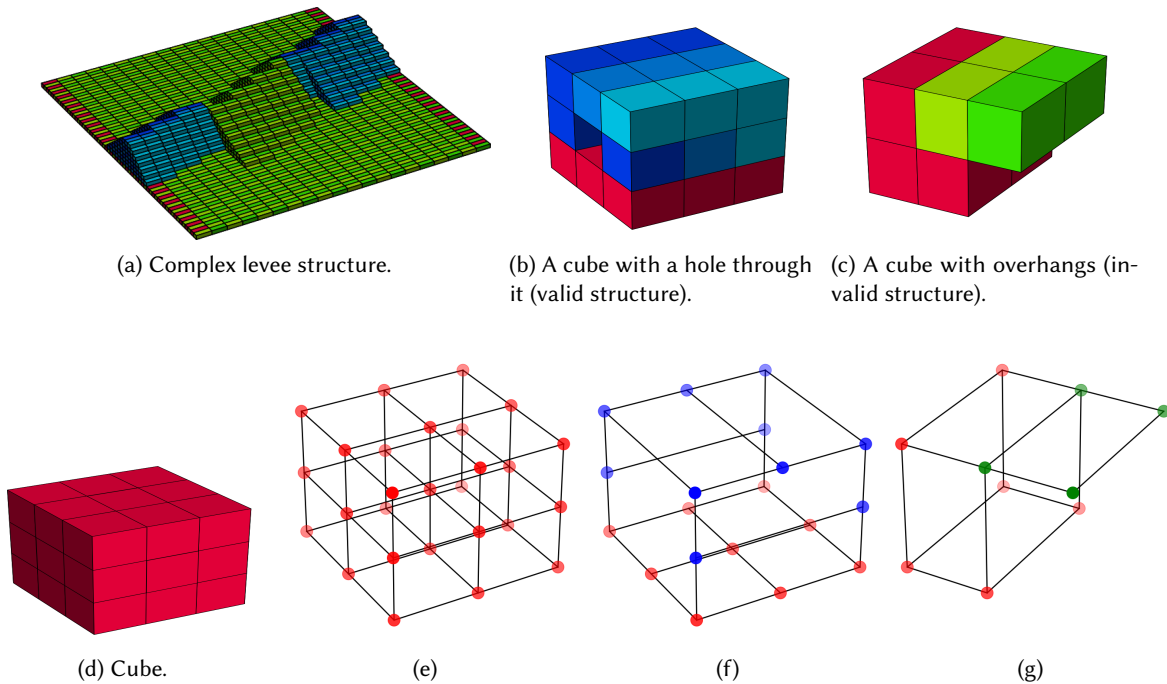 (a) Complex levee structure.
(b) A cube with a hole through
it (valid structure).
(c) A cube with overhangs (in-
valid structure).
(d) Cube.
(e)
(f)
(g)